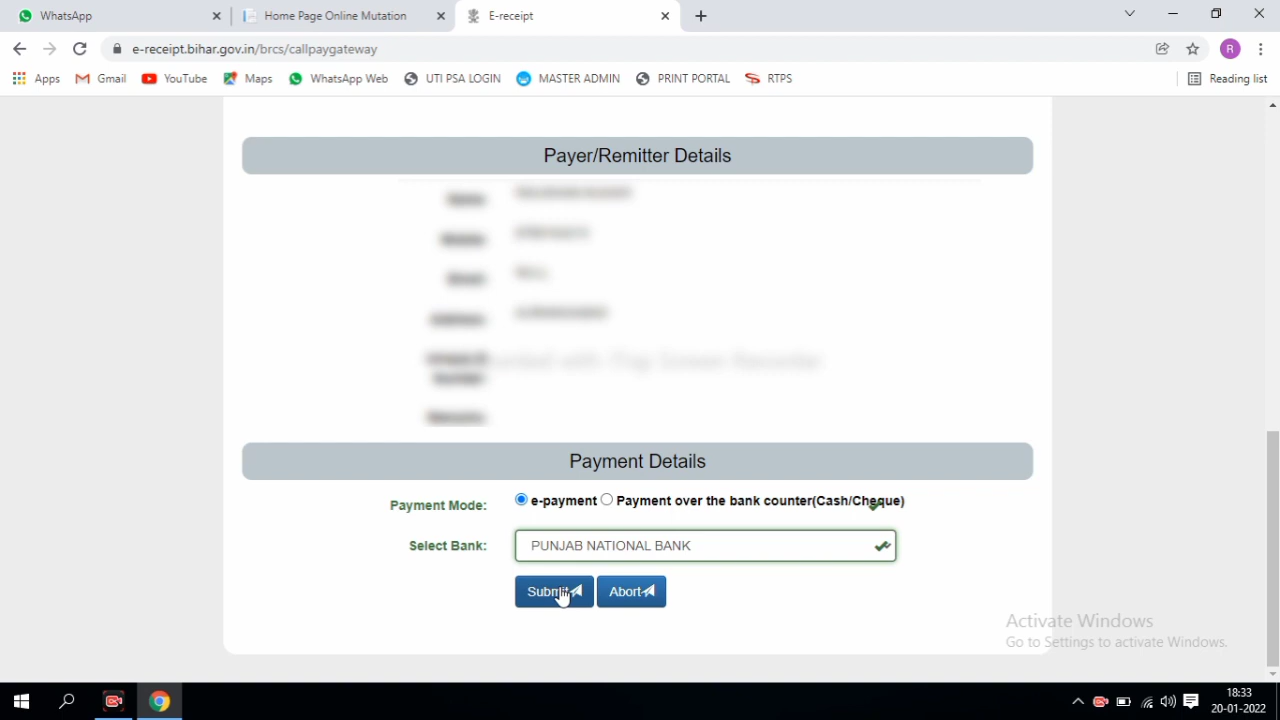 WhatsApp
Home Page Online Mutation
E-receipt
e-receipt.bihar.gov.in/brcs/callpaygateway
R
Apps
Gmail
YouTube
Maps
WhatsApp Web
UTI PSA LOGIN
MASTER ADMIN
PRINT PORTAL
RTPS
Reading list
Payer/Remitter Details
Payment Details
Payment Mode:
e-payment
Payment over the bank counter(Cash/Cheque)
Select Bank:
PUNJAB NATIONAL BANK
Submit
Abort
Activate Windows
Go to Settings to activate Windows.
18:33
20-01-2022